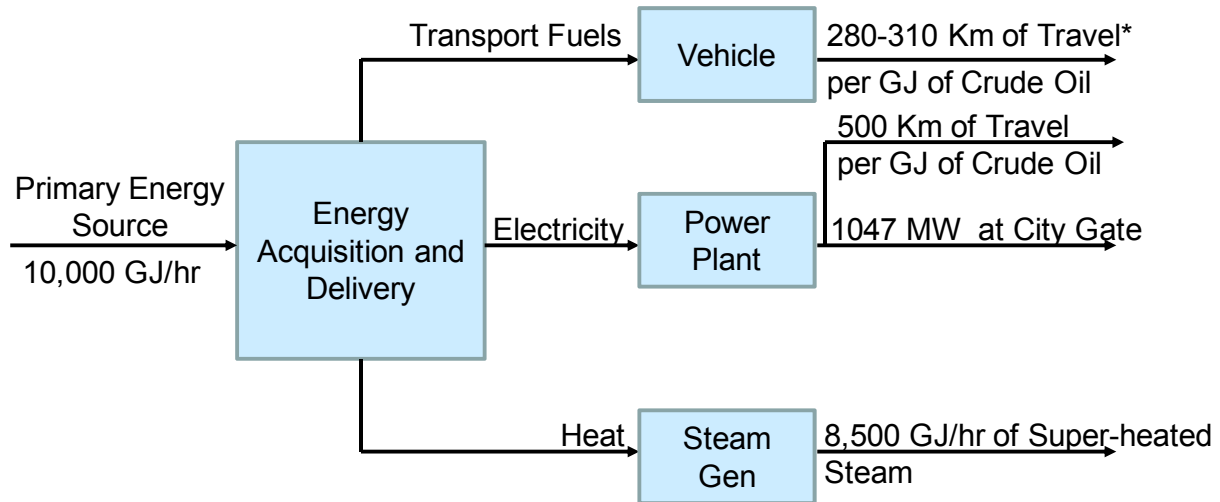 Transport Fuels
Vehicle
280-310 Km of Travel*
per GJ of Crude Oil
500 Km of Travel
per GJ of Crude Oil
Primary Energy
Source
10,000 GJ/hr
Energy
Acquisition and
Delivery
Electricity
Power
Plant
1047 MW at City Gate
Heat
Steam
Gen
8,500 GJ/hr of Super-heated
Steam